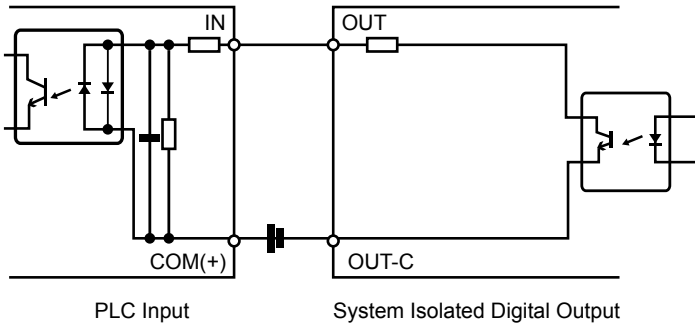 IN
OUT
COM(+)
OUT-C
PLC Input
System Isolated Digital Output